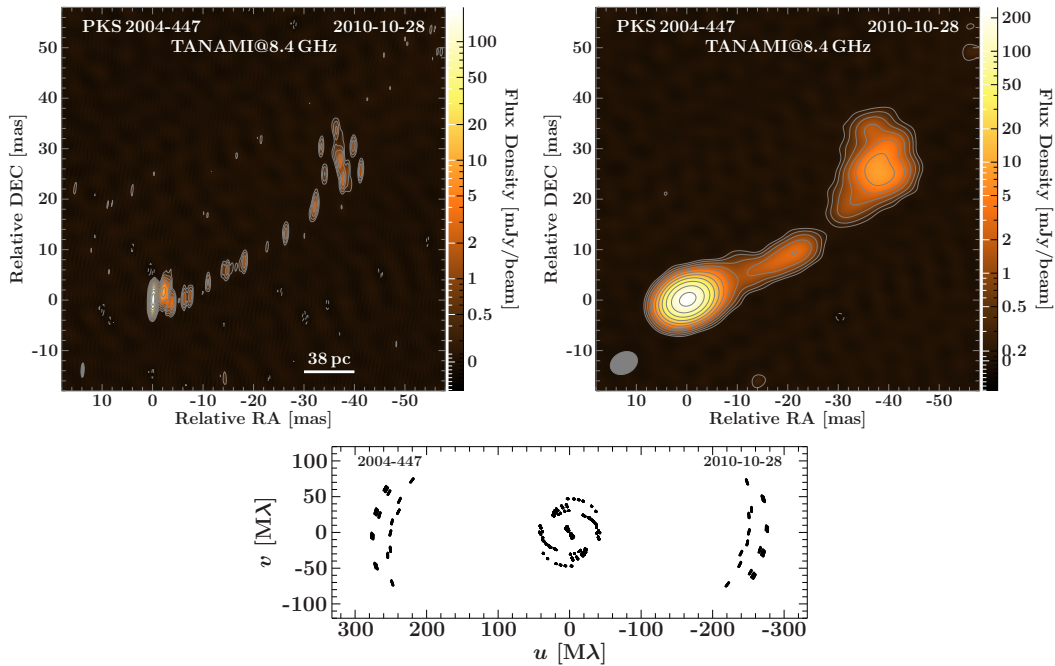 PKS 2004-447 2010-10-28
TANAMI@8.4 GHz
Relative DEC [mas]
50
40
30
20
10
0
-10
38 pc
10 0 -10 -20 -30 -40 -50
Relative RA [mas]
100
50
20
10
5
2
1
0.5
0
Flux Density [mJy/beam]
PKS 2004-447 2010-10-28
TANAMI@8.4 GHz
Relative DEC [mas]
50
40
30
20
10
0
-10
10 0 -10 -20 -30 -40 -50
Relative RA [mas]
200
100
50
20
10
5
2
1
0.5
0.2
0
Flux Density [mJy/beam]
2004-447 2010-10-28
v [Mλ]
100
50
0
-50
-100
300 200 100 0 -100 -200 -300
u [Mλ]